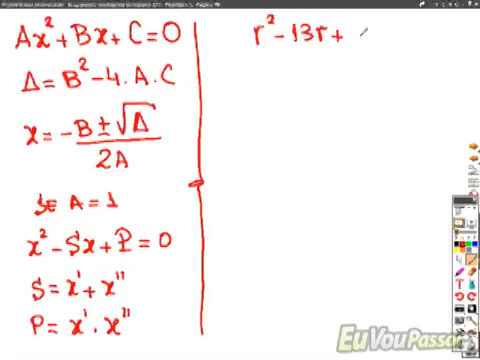 Ax² + Bx + C = 0
Δ = B² - 4.A.C
x = -B ± √Δ / 2A
se A = 1
x² - Sx + P = 0
S = x' + x"
P = x' . x"
r² - 13r +
EuVouPassar